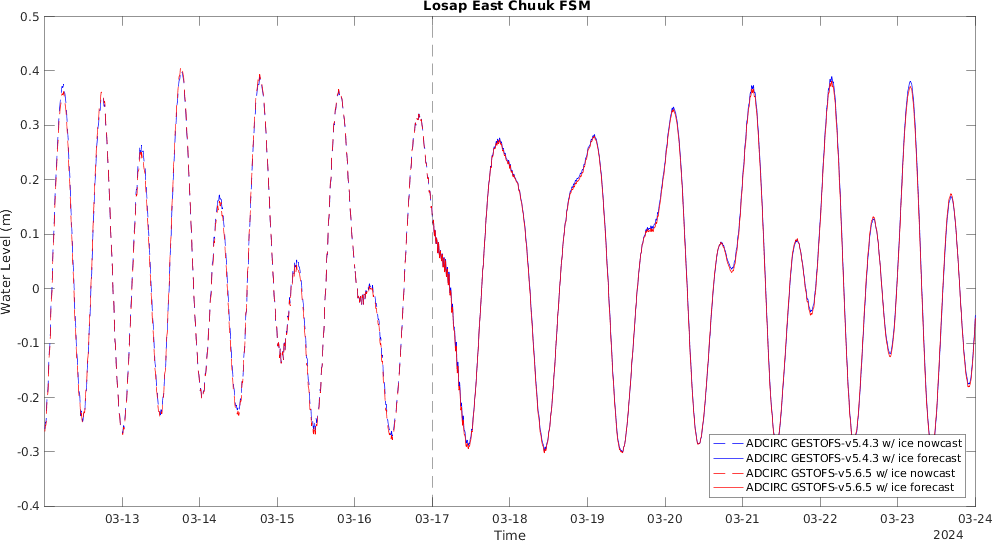 Losap East Chuuk FSM
Water Level (m)
0.5
0.4
0.3
0.2
0.1
0
-0.1
-0.2
-0.3
-0.4
ADCIRC GESTOFS-v5.4.3 w/ ice nowcast
ADCIRC GESTOFS-v5.4.3 w/ ice forecast
ADCIRC GSTOFS-v5.6.5 w/ ice nowcast
ADCIRC GSTOFS-v5.6.5 w/ ice forecast
03-13 03-14 03-15 03-16 03-17 03-18 03-19 03-20 03-21 03-22 03-23 03-24
Time
2024